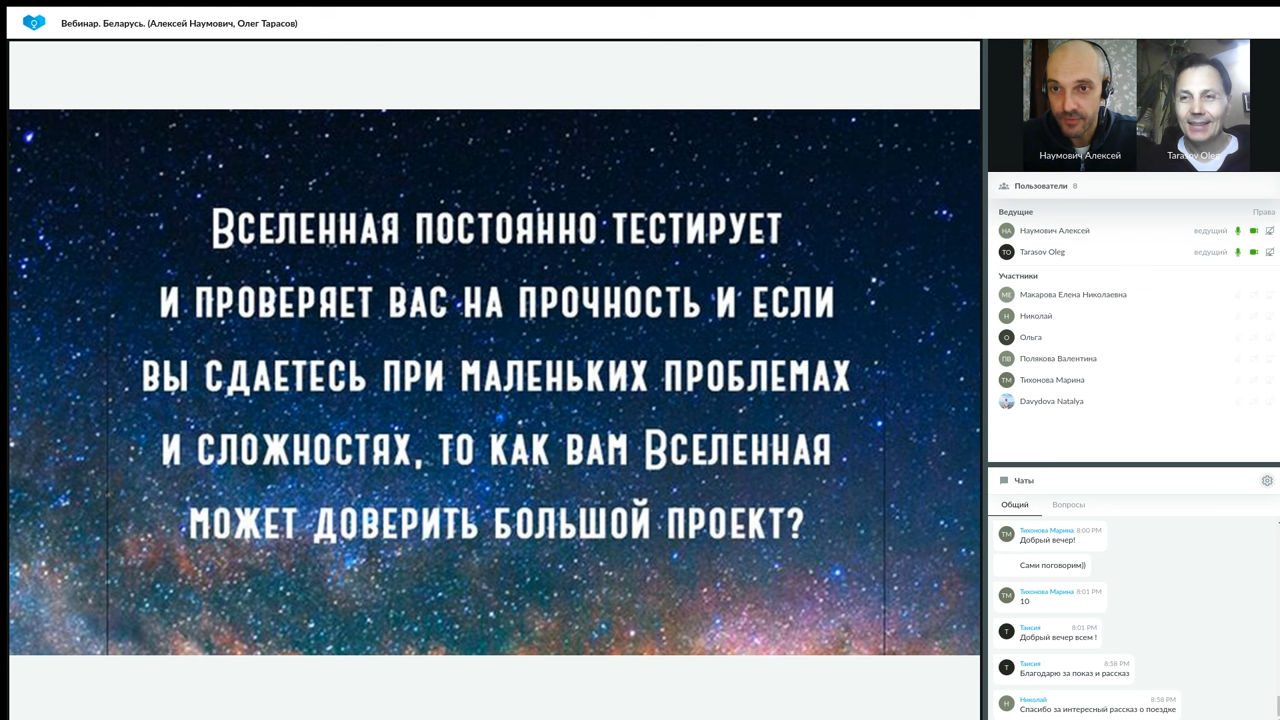 Вебинар. Беларусь. (Алексей Наумович, Олег Тарасов)
Вселенная постоянно тестирует
и проверяет вас на прочность и если
вы сдаетесь при маленьких проблемах
и сложностях, то как вам Вселенная
может доверить большой проект?
Наумович Алексей
Tarasov Oleg
Пользователи 8
Ведущие Права
НА Наумович Алексей ведущий
TO Tarasov Oleg ведущий
Участники
МЕ Макарова Елена Николаевна
Н Николай
О Ольга
ПВ Полякова Валентина
ТМ Тихонова Марина
Davydova Natalya
Чаты
Общий Вопросы
ТМ Тихонова Марина 8:00 PM
Добрый вечер!
Сами поговорим))
ТМ Тихонова Марина 8:01 PM
10
Т Таисия 8:01 PM
Добрый вечер всем !
Т Таисия 8:58 PM
Благодарю за показ и рассказ
Н Николай 8:58 PM
Спасибо за интересный рассказ о поездке